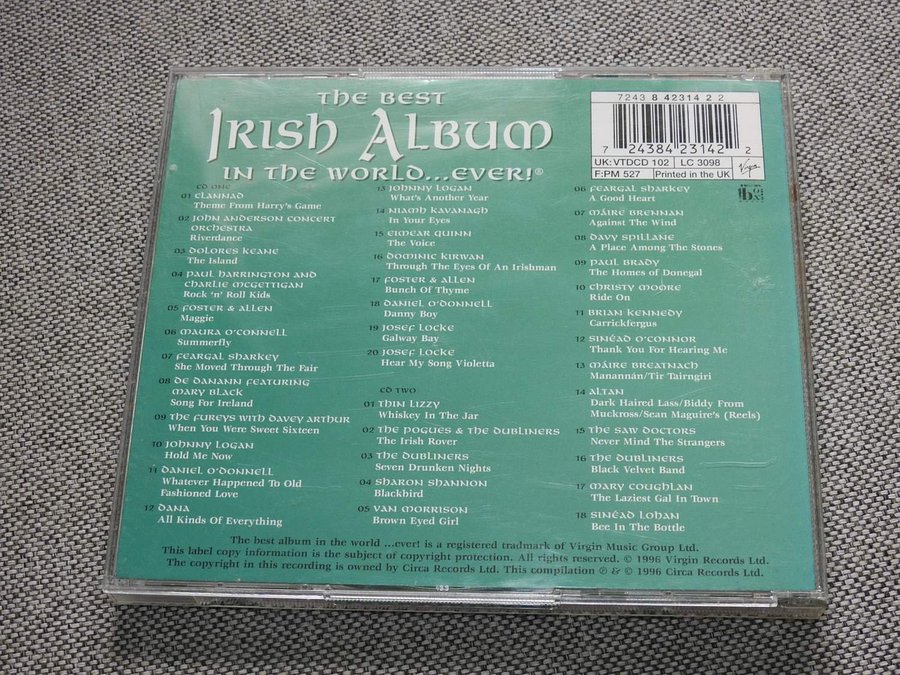 THE BEST
IRISH ALBUM
IN THE WORLD...EVER!®
7243 8 42314 2 2
7 24384 23142 2
UK: VTDCD 102
LC 3098
F:PM 527
Printed in the UK
Virgin
CD ONE
01 CLANNAD
Theme From Harry's Game
02 JOHN ANDERSON CONCERT
ORCHESTRA
Riverdance
03 DOLORES KEANE
The Island
04 PAUL HARRINGTON AND
CHARLIE MCGETTIGAN
Rock 'n' Roll Kids
05 FOSTER & ALLEN
Maggie
06 MAURA O'CONNELL
Summerfly
07 FEARGAL SHARKEY
She Moved Through The Fair
08 DE DANANN FEATURING
MARY BLACK
Song For Ireland
09 THE FUREYS WITH DAVEY ARTHUR
When You Were Sweet Sixteen
10 JOHNNY LOGAN
Hold Me Now
11 DANIEL O'DONNELL
Whatever Happened To Old
Fashioned Love
12 DANA
All Kinds Of Everything
13 JOHNNY LOGAN
What's Another Year
14 NIAMH KAVANAGH
In Your Eyes
15 EIMEAR QUINN
The Voice
16 DOMINIC KIRWAN
Through The Eyes Of An Irishman
17 FOSTER & ALLEN
Bunch Of Thyme
18 DANIEL O'DONNELL
Danny Boy
19 JOSEF LOCKE
Galway Bay
20 JOSEF LOCKE
Hear My Song Violetta
CD TWO
01 THIN LIZZY
Whiskey In The Jar
02 THE POGUES & THE DUBLINERS
The Irish Rover
03 THE DUBLINERS
Seven Drunken Nights
04 SHARON SHANNON
Blackbird
05 VAN MORRISON
Brown Eyed Girl
06 FEARGAL SHARKEY
A Good Heart
07 MÁIRE BRENNAN
Against The Wind
08 DAVY SPILLANE
A Place Among The Stones
09 PAUL BRADY
The Homes of Donegal
10 CHRISTY MOORE
Ride On
11 BRIAN KENNEDY
Carrickfergus
12 SINÉAD O'CONNOR
Thank You For Hearing Me
13 MÁIRE BREATNACH
Manannán/Tir Tairngiri
14 ALTAN
Dark Haired Lass/Biddy From
Muckross/Sean Maguire's (Reels)
15 THE SAW DOCTORS
Never Mind The Strangers
16 THE DUBLINERS
Black Velvet Band
17 MARY COUGHLAN
The Laziest Gal In Town
18 SINÉAD LOHAN
Bee In The Bottle
The best album in the world ...ever! is a registered trademark of Virgin Music Group Ltd.
This label copy information is the subject of copyright protection. All rights reserved. © 1996 Virgin Records Ltd.
The copyright in this recording is owned by Circa Records Ltd. This compilation ℗ & © 1996 Circa Records Ltd.